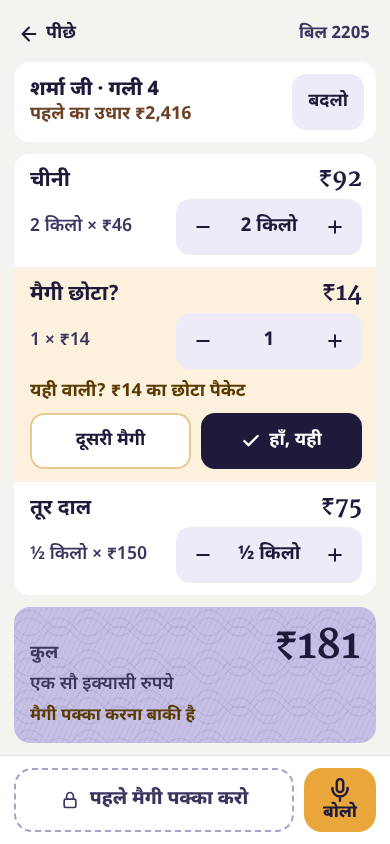 पीछे
बिल 2205
शर्मा जी · गली 4
पहले का उधार ₹2,416
बदलो
चीनी
₹92
2 किलो × ₹46
− 2 किलो +
मैगी छोटा?
₹14
1 × ₹14
− 1 +
यही वाली? ₹14 का छोटा पैकेट
दूसरी मैगी
हाँ, यही
तूर दाल
₹75
½ किलो × ₹150
− ½ किलो +
कुल
₹181
एक सौ इक्यासी रुपये
मैगी पक्का करना बाकी है
पहले मैगी पक्का करो
बोलो